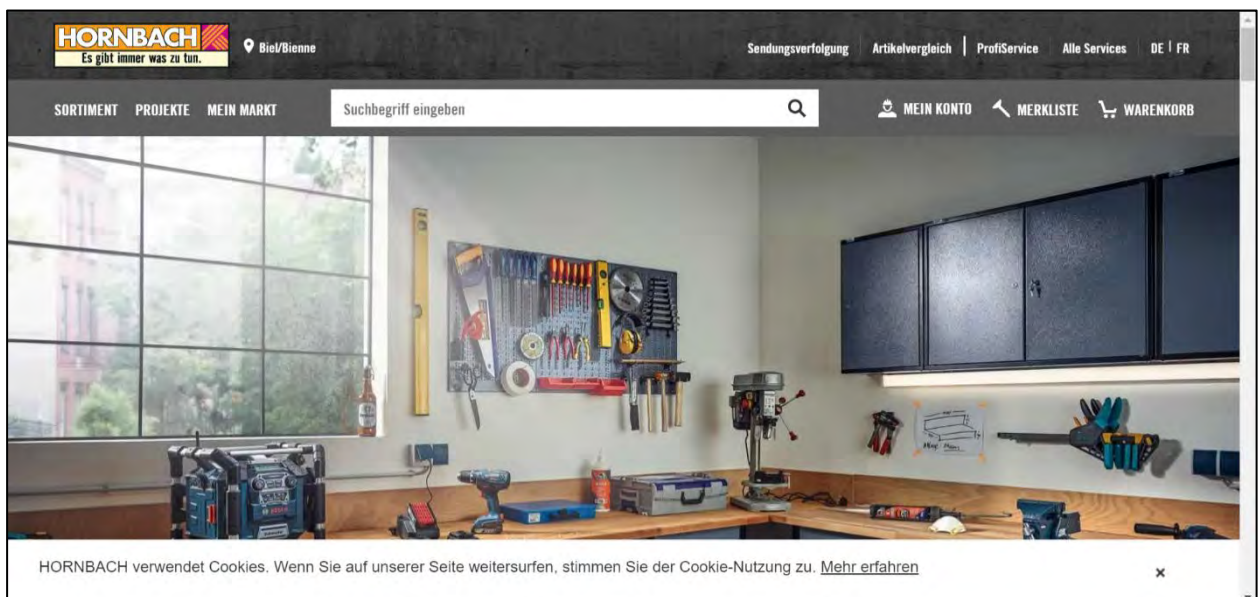 HORNBACH
Es gibt immer was zu tun.
Biel/Bienne
Sendungsverfolgung Artikelvergleich | ProfiService Alle Services DE | FR
SORTIMENT PROJEKTE MEIN MARKT
Suchbegriff eingeben
MEIN KONTO MERKLISTE WARENKORB
BOSCH
HORNBACH verwendet Cookies. Wenn Sie auf unserer Seite weitersurfen, stimmen Sie der Cookie-Nutzung zu. Mehr erfahren
×